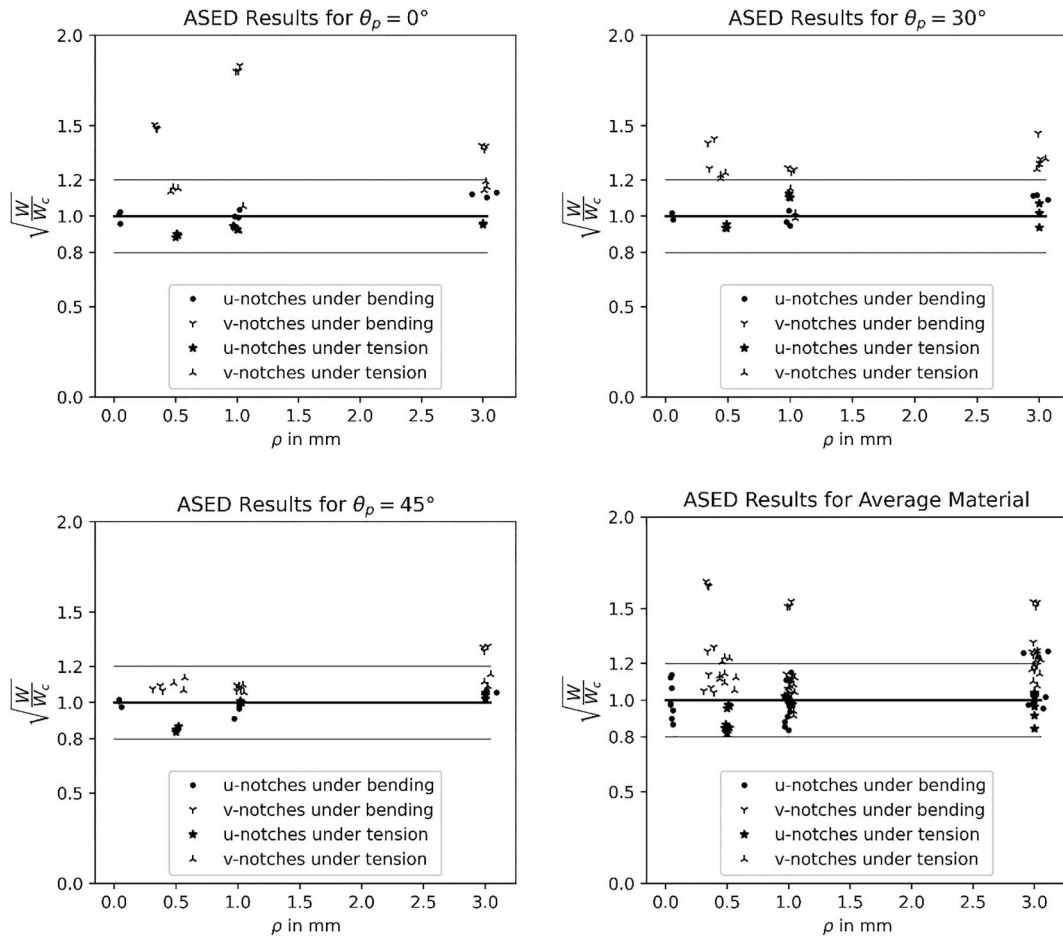 ASED Results for θₚ = 0°
2.0
1.5
1.2
1.0
0.8
0.5
0.0
√(W/W_c)
0.0 0.5 1.0 1.5 2.0 2.5 3.0
ρ in mm
u-notches under bending
v-notches under bending
u-notches under tension
v-notches under tension
ASED Results for θₚ = 30°
2.0
1.5
1.2
1.0
0.8
0.5
0.0
√(W/W_c)
0.0 0.5 1.0 1.5 2.0 2.5 3.0
ρ in mm
u-notches under bending
v-notches under bending
u-notches under tension
v-notches under tension
ASED Results for θₚ = 45°
2.0
1.5
1.2
1.0
0.8
0.5
0.0
√(W/W_c)
0.0 0.5 1.0 1.5 2.0 2.5 3.0
ρ in mm
u-notches under bending
v-notches under bending
u-notches under tension
v-notches under tension
ASED Results for Average Material
2.0
1.5
1.2
1.0
0.8
0.5
0.0
√(W/W_c)
0.0 0.5 1.0 1.5 2.0 2.5 3.0
ρ in mm
u-notches under bending
v-notches under bending
u-notches under tension
v-notches under tension